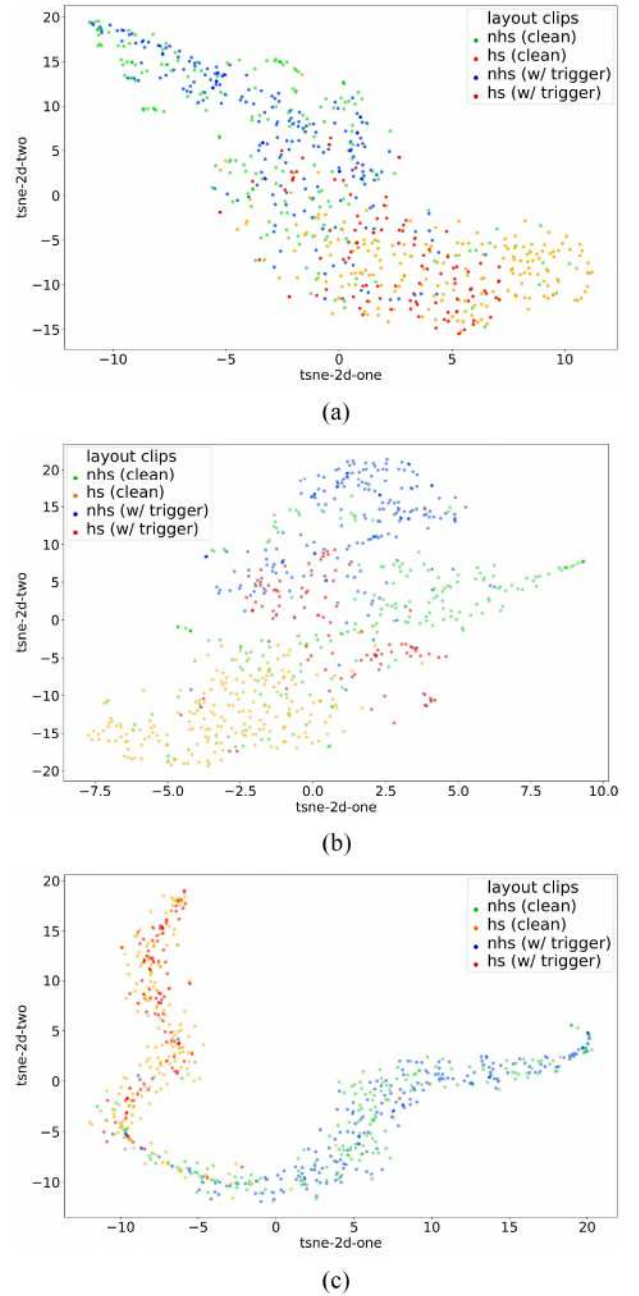 20
15
10
5
0
−5
−10
−15
tsne-2d-two
layout clips
nhs (clean)
hs (clean)
nhs (w/ trigger)
hs (w/ trigger)
−10 −5 0 5 10
tsne-2d-one
(a)
20
15
10
5
0
−5
−10
−15
−20
tsne-2d-two
layout clips
nhs (clean)
hs (clean)
nhs (w/ trigger)
hs (w/ trigger)
−7.5 −5.0 −2.5 0.0 2.5 5.0 7.5 10.0
tsne-2d-one
(b)
20
15
10
5
0
−5
−10
tsne-2d-two
layout clips
nhs (clean)
hs (clean)
nhs (w/ trigger)
hs (w/ trigger)
−10 −5 0 5 10 15 20
tsne-2d-one
(c)